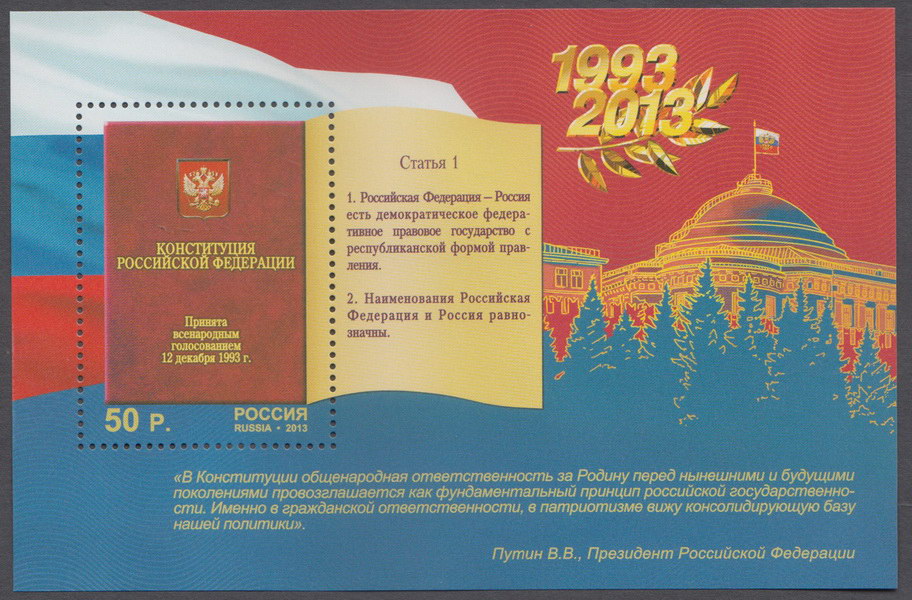 1993
2013
КОНСТИТУЦИЯ
РОССИЙСКОЙ ФЕДЕРАЦИИ
Принята
всенародным
голосованием
12 декабря 1993 г.
50 Р.
РОССИЯ
RUSSIA • 2013
Статья 1
1. Российская Федерация – Россия
есть демократическое федера-
тивное правовое государство с
республиканской формой прав-
ления.
2. Наименования Российская
Федерация и Россия равно-
значны.
«В Конституции общенародная ответственность за Родину перед нынешними и будущими
поколениями провозглашается как фундаментальный принцип российской государственно-
сти. Именно в гражданской ответственности, в патриотизме вижу консолидирующую базу
нашей политики».
Путин В.В., Президент Российской Федерации